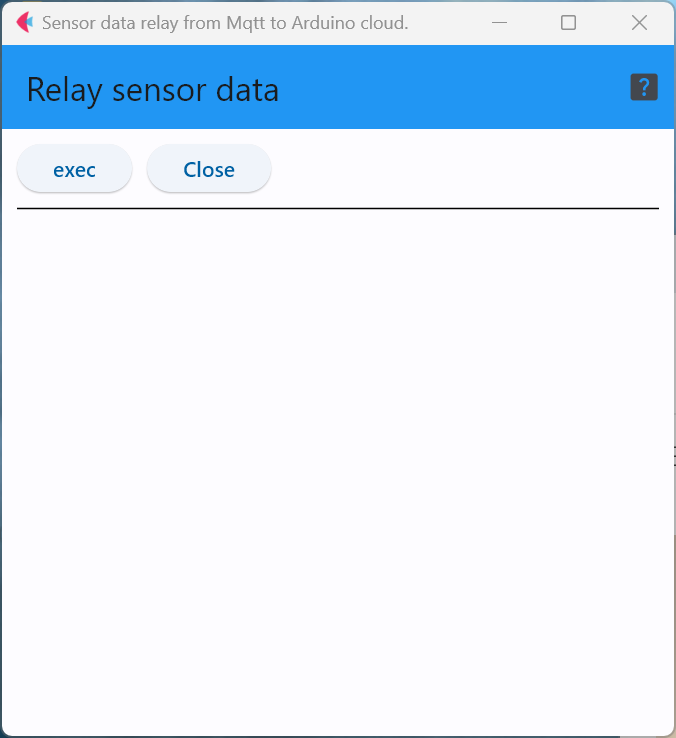 Sensor data relay from Mqtt to Arduino cloud.
Relay sensor data
?
exec
Close